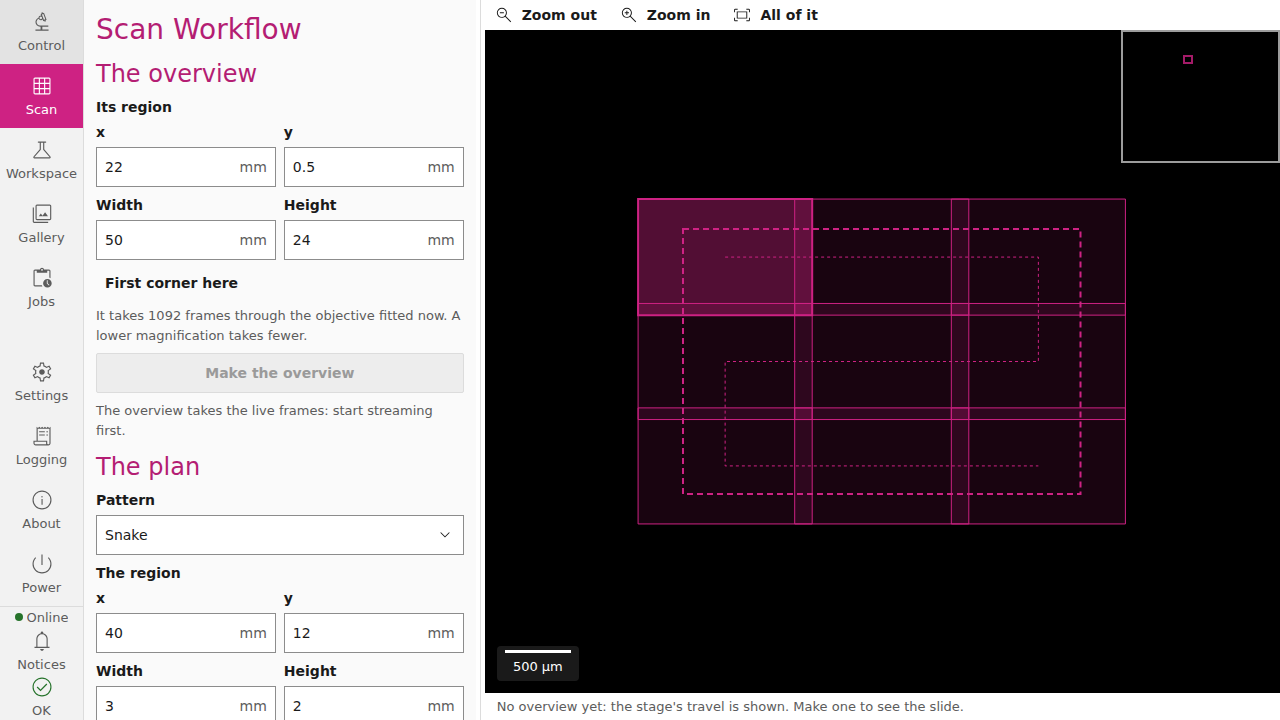 Control
Scan
Workspace
Gallery
Jobs
Settings
Logging
About
Power
Online
Notices
OK
Scan Workflow
The overview
Its region
x y
22 mm 0.5 mm
Width Height
50 mm 24 mm
First corner here
It takes 1092 frames through the objective fitted now. A
lower magnification takes fewer.
Make the overview
The overview takes the live frames: start streaming
first.
The plan
Pattern
Snake
The region
x y
40 mm 12 mm
Width Height
3 mm 2 mm
Zoom out Zoom in All of it
500 µm
No overview yet: the stage's travel is shown. Make one to see the slide.